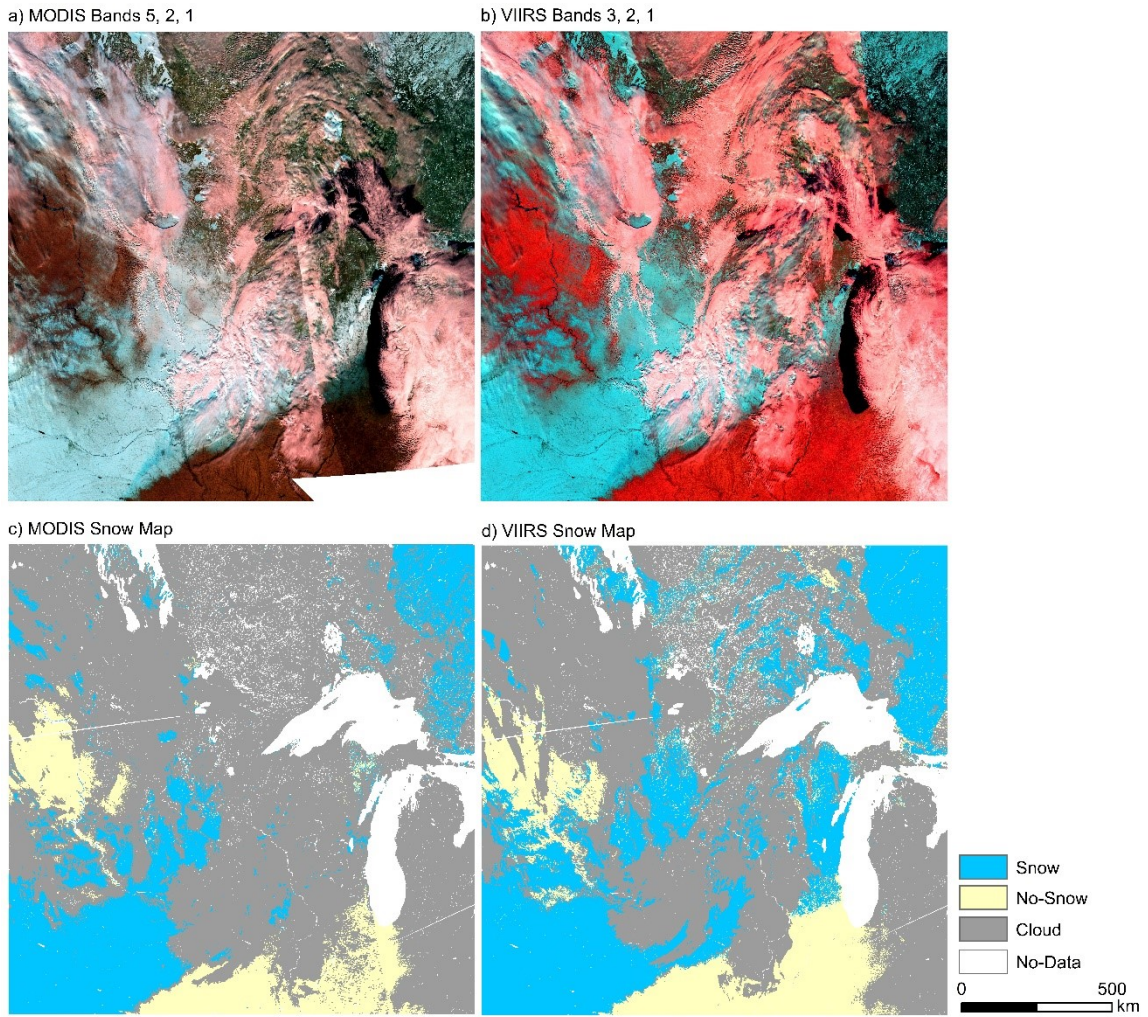 a) MODIS Bands 5, 2, 1
b) VIIRS Bands 3, 2, 1
c) MODIS Snow Map
d) VIIRS Snow Map
Snow
No-Snow
Cloud
No-Data
0 500
km